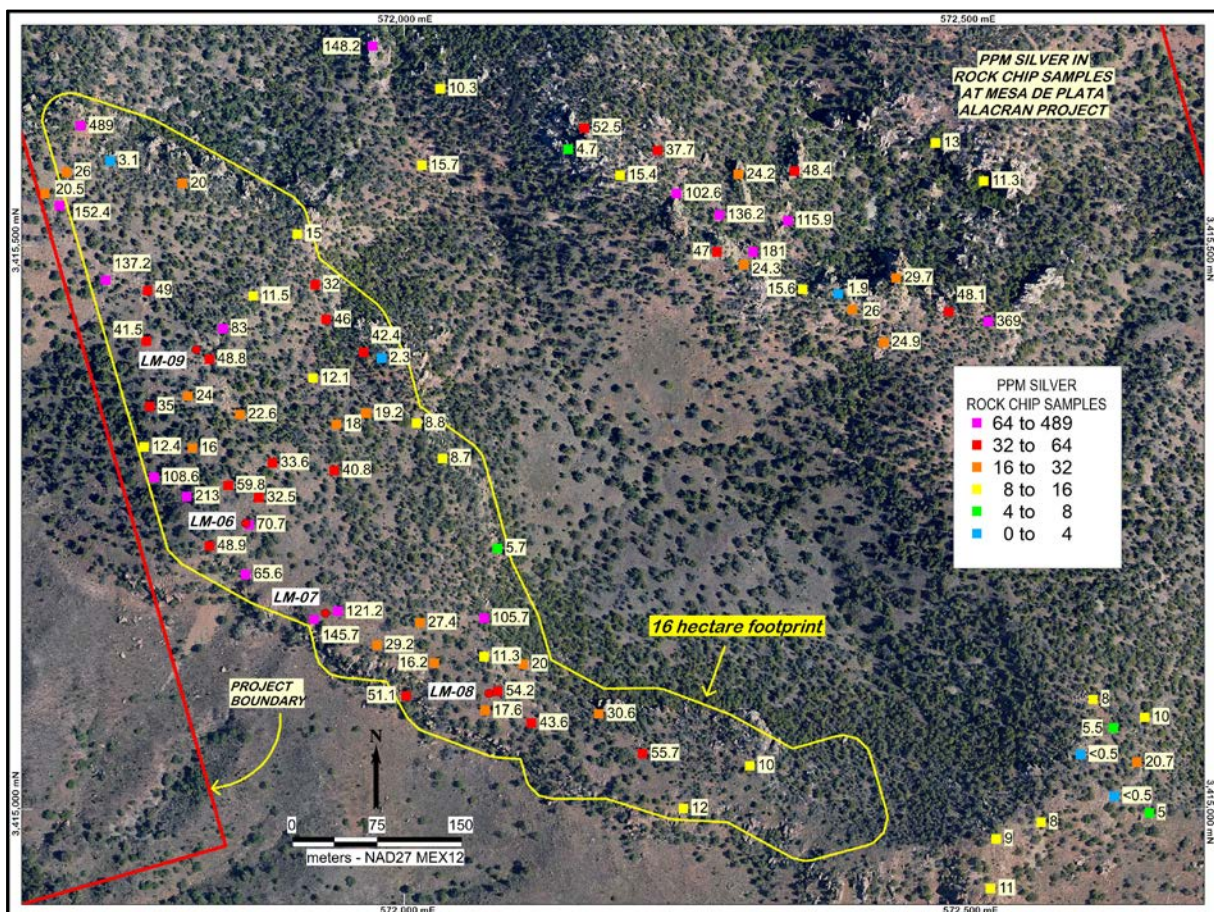 572,000 mE
572,500 mE
148.2
10.3
PPM SILVER IN
ROCK CHIP SAMPLES
AT MESA DE PLATA
ALACRAN PROJECT
489
52.5
13
3.1
4.7
37.7
26
20
15.7
15.4
24.2
48.4
11.3
20.5
152.4
102.6
136.2
115.9
3,415,500 mN
15
47
181
3,415,500 mN
24.3
137.2
49
11.5
32
15.6
1.9
29.7
26
48.1
46
83
369
41.5
42.4
24.9
LM-09
48.8
2.3
12.1
PPM SILVER
ROCK CHIP SAMPLES
64 to 489
32 to 64
16 to 32
8 to 16
4 to 8
0 to 4
24
35
22.6
19.2
18
8.8
12.4
16
8.7
33.6
40.8
108.6
59.8
213
32.5
LM-06
70.7
48.9
5.7
65.6
LM-07
121.2
145.7
27.4
105.7
16 hectare footprint
29.2
16.2
11.3
20
PROJECT
BOUNDARY
51.1
LM-08
54.2
17.6
43.6
30.6
8
10
5.5
N
55.7
10
<0.5
20.7
3,415,000 mN
<0.5
3,415,000 mN
0 75 150
meters - NAD27 MEX12
12
8
5
9
11
572,000 mE
572,500 mE